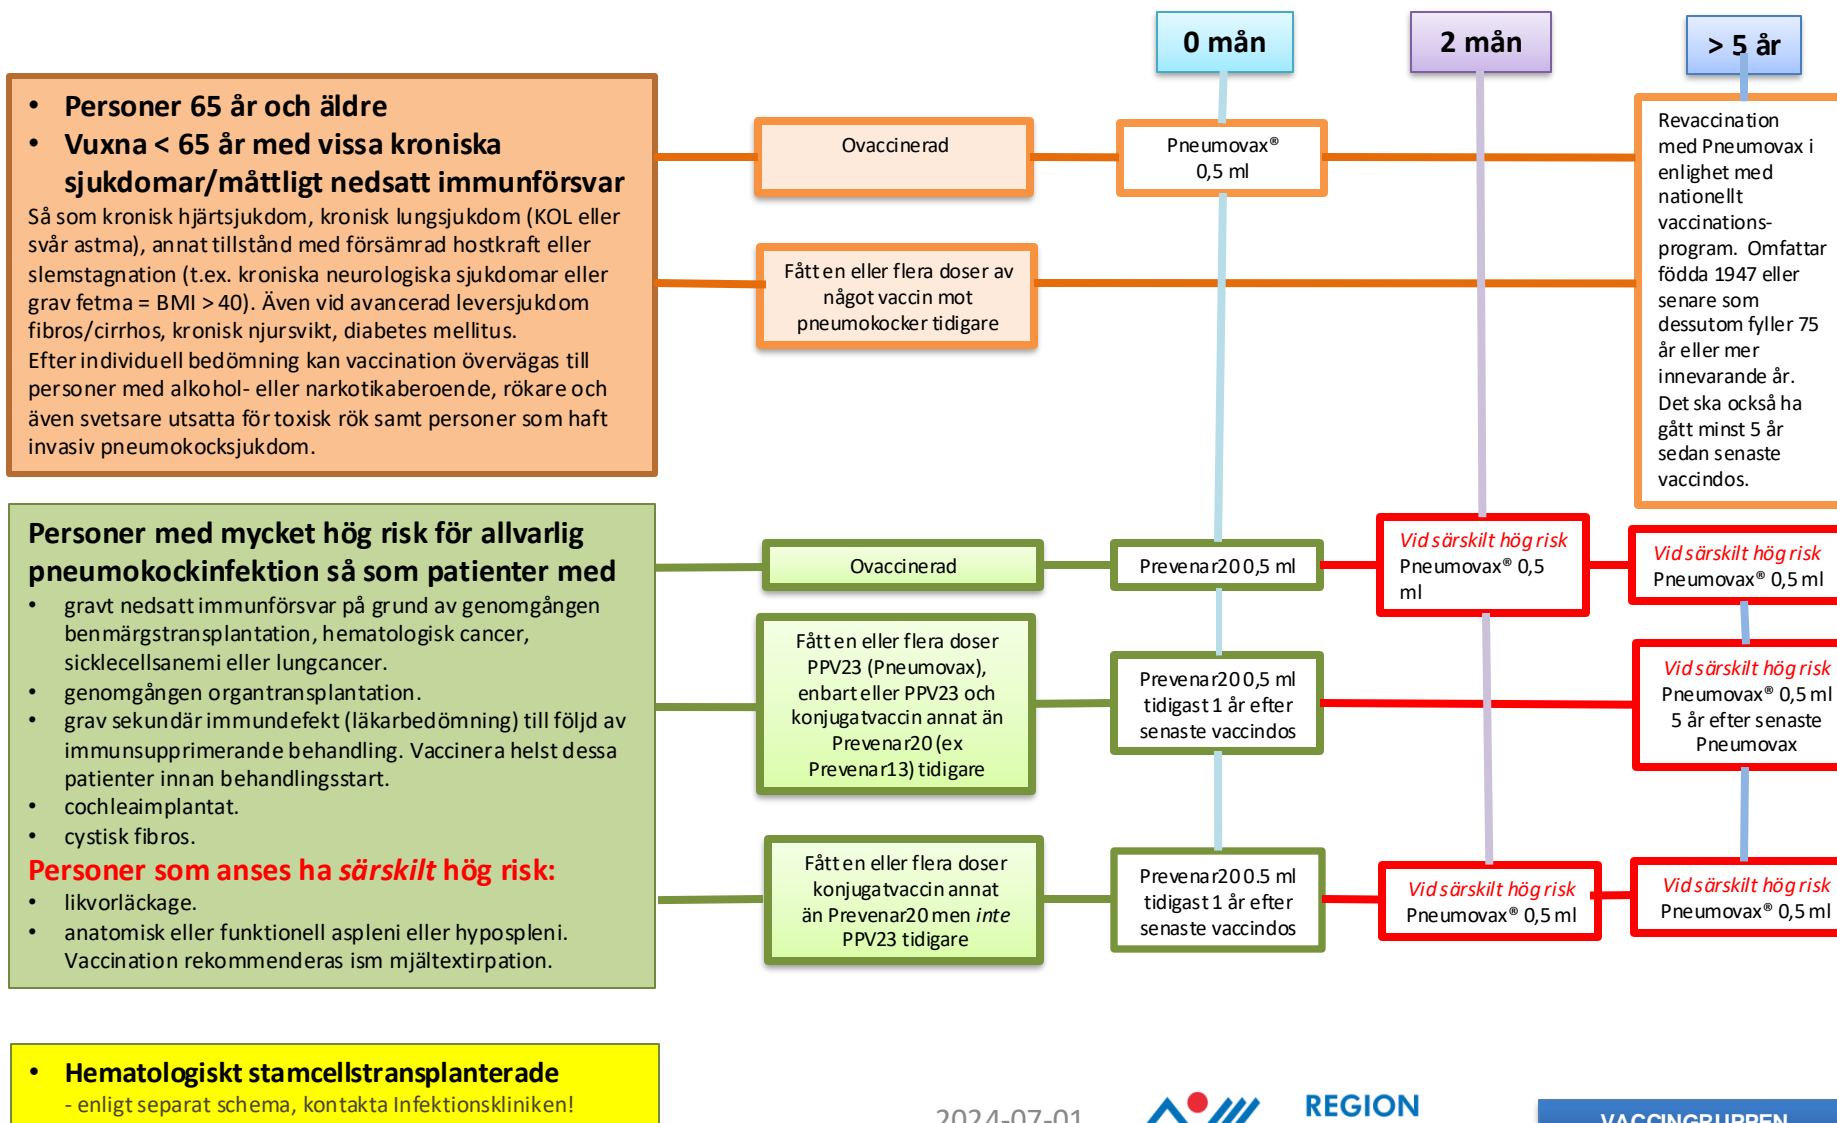 0 mån
2 mån
> 5 år
• Personer 65 år och äldre
• Vuxna < 65 år med vissa kroniska
sjukdomar/måttligt nedsatt immunförsvar
Så som kronisk hjärtsjukdom, kronisk lungsjukdom (KOL eller
svår astma), annat tillstånd med försämrad hostkraft eller
slemstagnation (t.ex. kroniska neurologiska sjukdomar eller
grav fetma = BMI > 40). Även vid avancerad leversjukdom
fibros/cirrhos, kronisk njursvikt, diabetes mellitus.
Efter individuell bedömning kan vaccination övervägas till
personer med alkohol- eller narkotikaberoende, rökare och
även svetsare utsatta för toxisk rök samt personer som haft
invasiv pneumokocksjukdom.
Ovaccinerad
Pneumovax®
0,5 ml
Fått en eller flera doser av
något vaccin mot
pneumokocker tidigare
Revaccination
med Pneumovax i
enlighet med
nationellt
vaccinations-
program. Omfattar
födda 1947 eller
senare som
dessutom fyller 75
år eller mer
innevarande år.
Det ska också ha
gått minst 5 år
sedan senaste
vaccindos.
Personer med mycket hög risk för allvarlig
pneumokockinfektion så som patienter med
• gravt nedsatt immunförsvar på grund av genomgången
benmärgstransplantation, hematologisk cancer,
sicklecellsanemi eller lungcancer.
• genomgången organtransplantation.
• grav sekundär immundefekt (läkarbedömning) till följd av
immunsupprimerande behandling. Vaccinera helst dessa
patienter innan behandlingsstart.
• cochleaimplantat.
• cystisk fibros.
Personer som anses ha särskilt hög risk:
• likvorläckage.
• anatomisk eller funktionell aspleni eller hypospleni.
Vaccination rekommenderas ism mjältextirpation.
Ovaccinerad
Prevenar20 0,5 ml
Vid särskilt hög risk
Pneumovax® 0,5
ml
Vid särskilt hög risk
Pneumovax® 0,5 ml
Fått en eller flera doser
PPV23 (Pneumovax),
enbart eller PPV23 och
konjugatvaccin annat än
Prevenar20 (ex
Prevenar13) tidigare
Prevenar20 0,5 ml
tidigast 1 år efter
senaste vaccindos
Vid särskilt hög risk
Pneumovax® 0,5 ml
5 år efter senaste
Pneumovax
Fått en eller flera doser
konjugatvaccin annat
än Prevenar20 men inte
PPV23 tidigare
Prevenar20 0.5 ml
tidigast 1 år efter
senaste vaccindos
Vid särskilt hög risk
Pneumovax® 0,5 ml
Vid särskilt hög risk
Pneumovax® 0,5 ml
• Hematologiskt stamcellstransplanterade
- enligt separat schema, kontakta Infektionskliniken!
2024-07-01
REGION
VACCINGRUPPEN